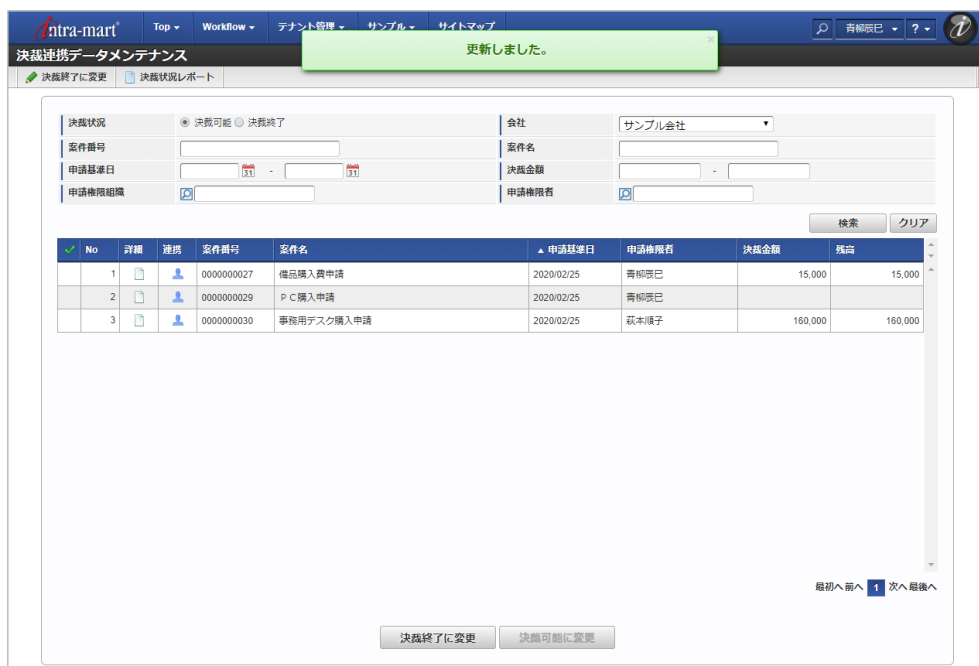 intra-mart Top Workflow テナント管理 サンプル サイトマップ 青柳辰巳 ?
更新しました。 ×
決裁連携データメンテナンス
決裁終了に変更 決裁状況レポート
決裁状況 決裁可能 決裁終了 会社 サンプル会社
案件番号 案件名
申請基準日 31 - 31 決裁金額 -
申請権限組織 申請権限者
検索 クリア
No 詳細 連携 案件番号 案件名 ▲ 申請基準日 申請権限者 決裁金額 残高
1 0000000027 備品購入費申請 2020/02/25 青柳辰巳 15,000 15,000
2 0000000029 PC購入申請 2020/02/25 青柳辰巳
3 0000000030 事務用デスク購入申請 2020/02/25 萩本順子 160,000 160,000
最初へ 前へ 1 次へ 最後へ
決裁終了に変更 決裁可能に変更